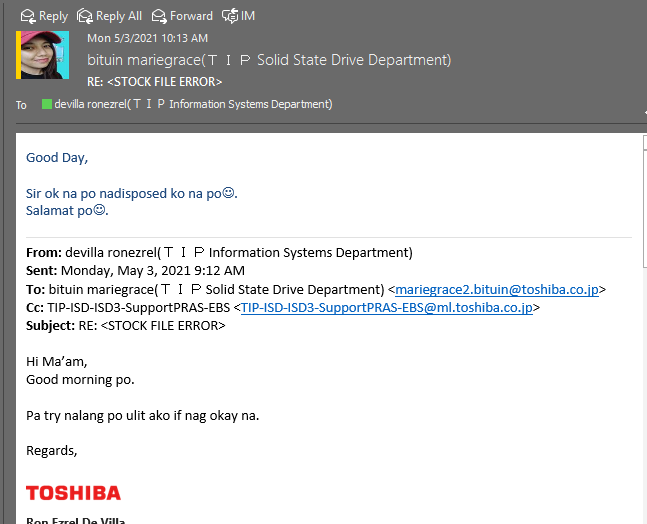 Reply Reply All Forward IM
Mon 5/3/2021 10:13 AM
bituin mariegrace(ＴＩＰ Solid State Drive Department)
RE: <STOCK FILE ERROR>
To devilla ronezrel(ＴＩＰ Information Systems Department)
Good Day,
Sir ok na po nadisposed ko na po☺.
Salamat po☺.
From: devilla ronezrel(ＴＩＰ Information Systems Department)
Sent: Monday, May 3, 2021 9:12 AM
To: bituin mariegrace(ＴＩＰ Solid State Drive Department) <mariegrace2.bituin@toshiba.co.jp>
Cc: TIP-ISD-ISD3-SupportPRAS-EBS <TIP-ISD-ISD3-SupportPRAS-EBS@ml.toshiba.co.jp>
Subject: RE: <STOCK FILE ERROR>
Hi Ma’am,
Good morning po.
Pa try nalang po ulit ako if nag okay na.
Regards,
TOSHIBA
Ron Ezrel De Villa